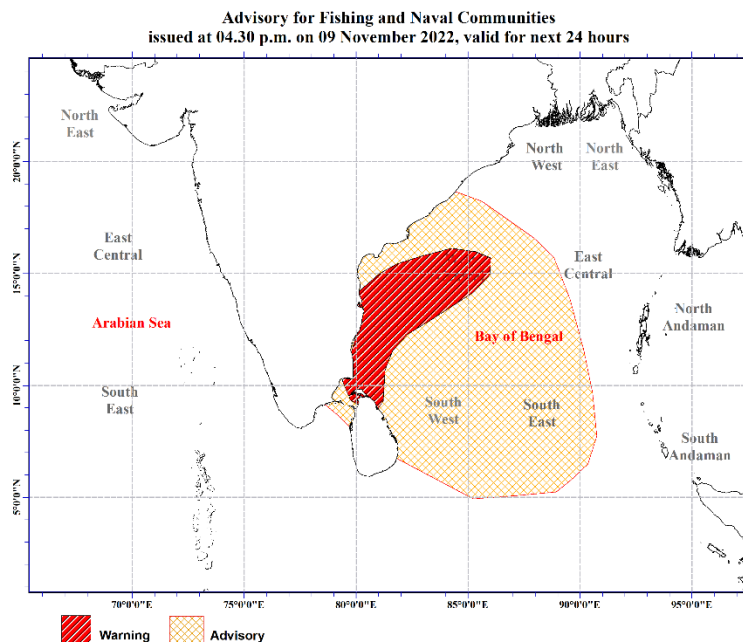 Advisory for Fishing and Naval Communities
issued at 04.30 p.m. on 09 November 2022, valid for next 24 hours
North
East
North
West
North
East
20°0'0"N
East
Central
East
Central
15°0'0"N
Arabian Sea
Bay of Bengal
North
Andaman
10°0'0"N
South
East
South
West
South
East
South
Andaman
5°0'0"N
70°0'0"E
80°0'0"E
85°0'0"E
90°0'0"E
95°0'0"E
Warning
Advisory